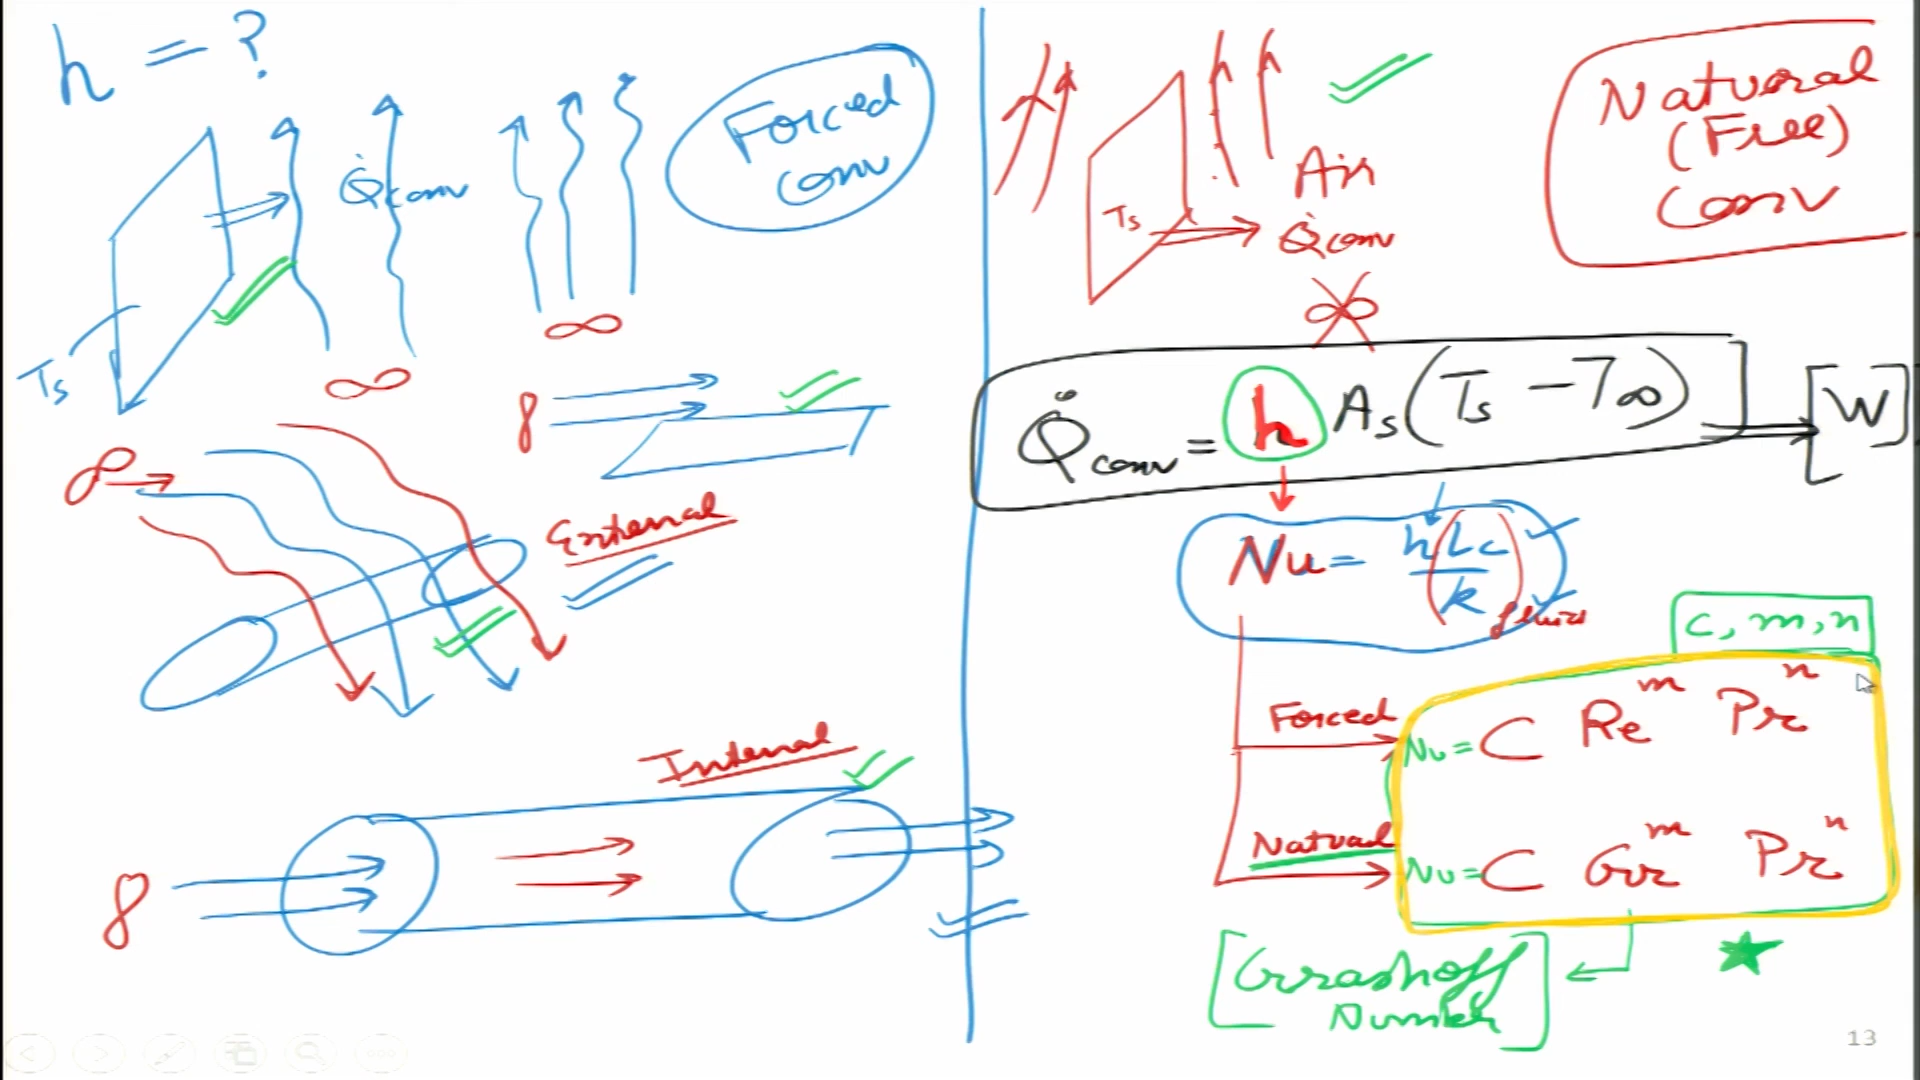 h = ?
Forced
Conv
Q̇conv
Ts
∞
∞
∞
∞
External
Internal
∞
Natural
(Free)
Conv
Air
Ts
Q̇conv
∞
Q̇conv = h As (Ts - T∞) [W]
Nu = h Lc / k fluid
c, m, n
Forced Nu = C Re^m Pr^n
Natural Nu = C Gr^m Pr^n
[Grashoff
Number]
13